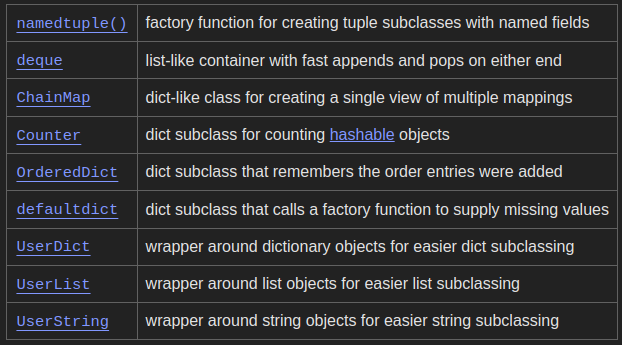 namedtuple() factory function for creating tuple subclasses with named fields
deque list-like container with fast appends and pops on either end
ChainMap dict-like class for creating a single view of multiple mappings
Counter dict subclass for counting hashable objects
OrderedDict dict subclass that remembers the order entries were added
defaultdict dict subclass that calls a factory function to supply missing values
UserDict wrapper around dictionary objects for easier dict subclassing
UserList wrapper around list objects for easier list subclassing
UserString wrapper around string objects for easier string subclassing